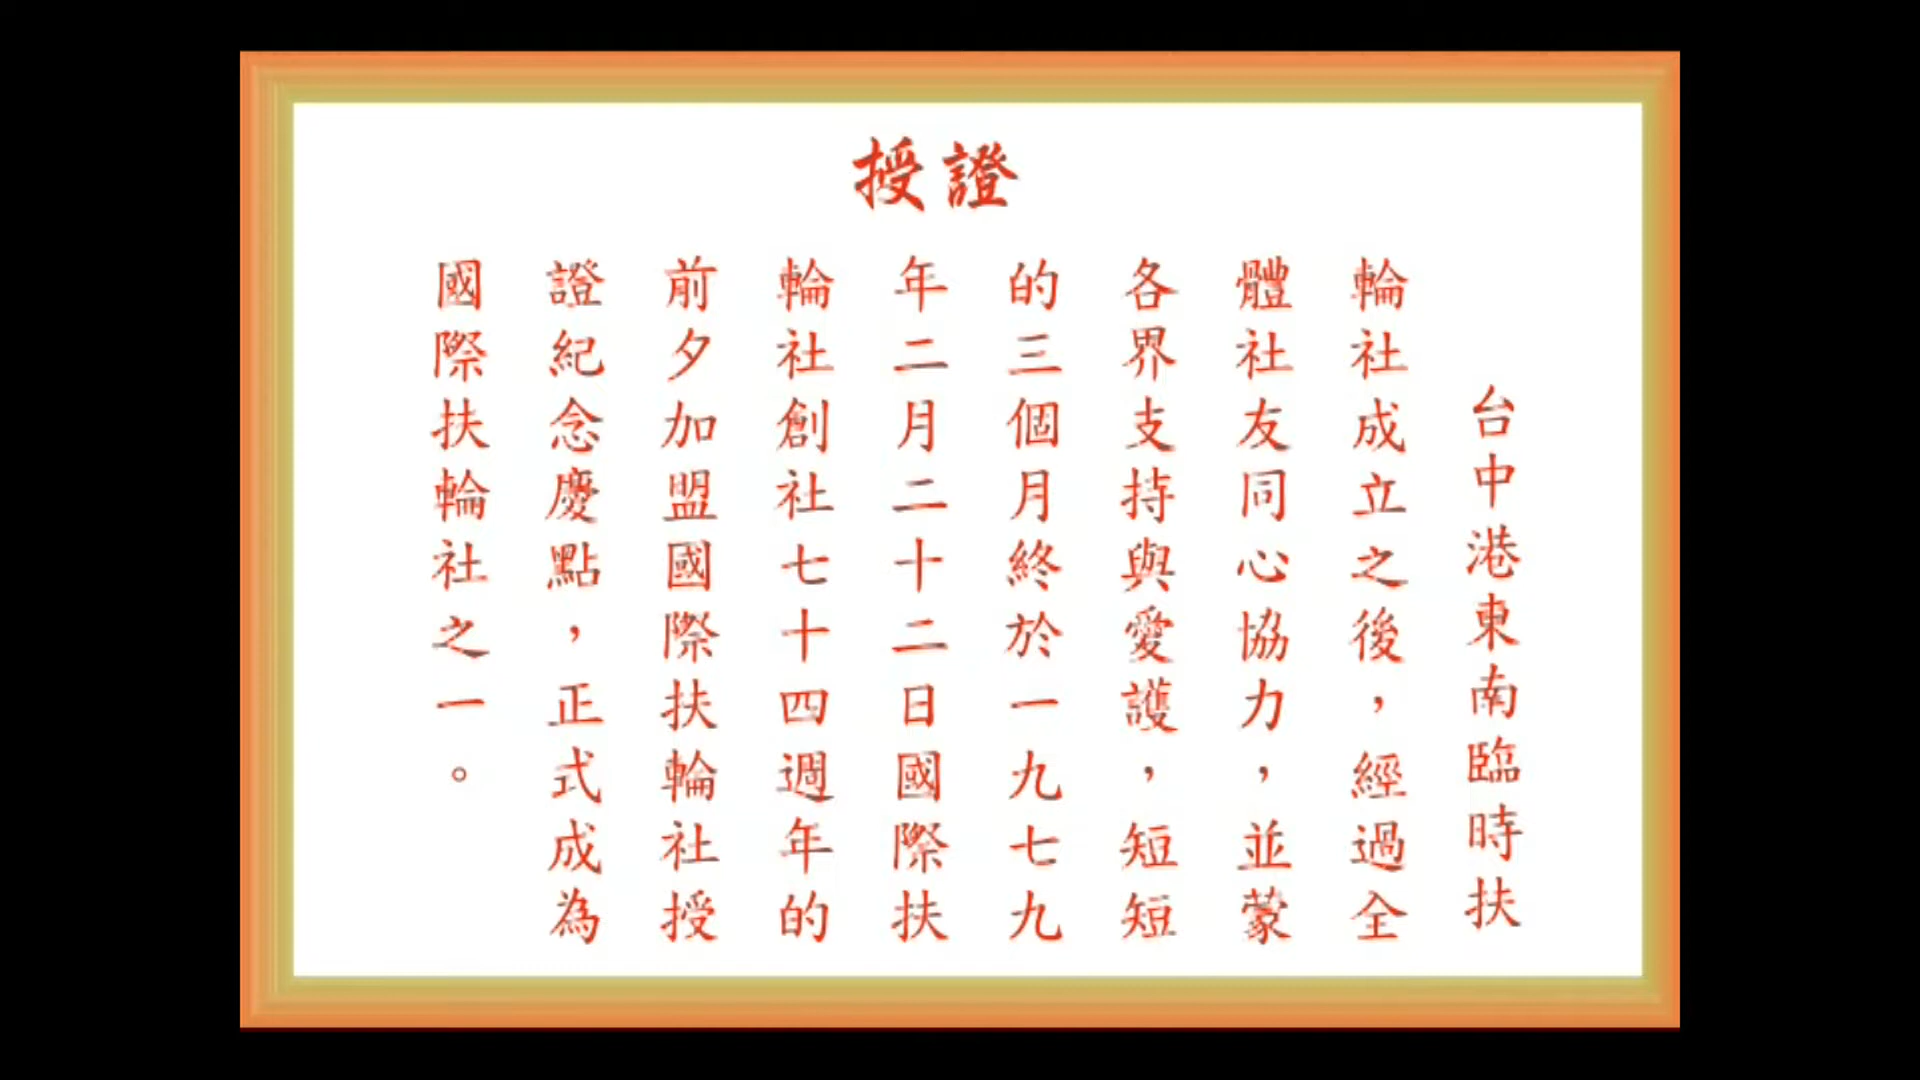 授證
台中港東南臨時扶
輪社成立之後，經過全
體社友同心協力，並蒙
各界支持與愛護，短短
的三個月終於一九七九
年二月二十二日國際扶
輪社創社七十四週年的
前夕加盟國際扶輪社授
證紀念慶點，正式成為
國際扶輪社之一。